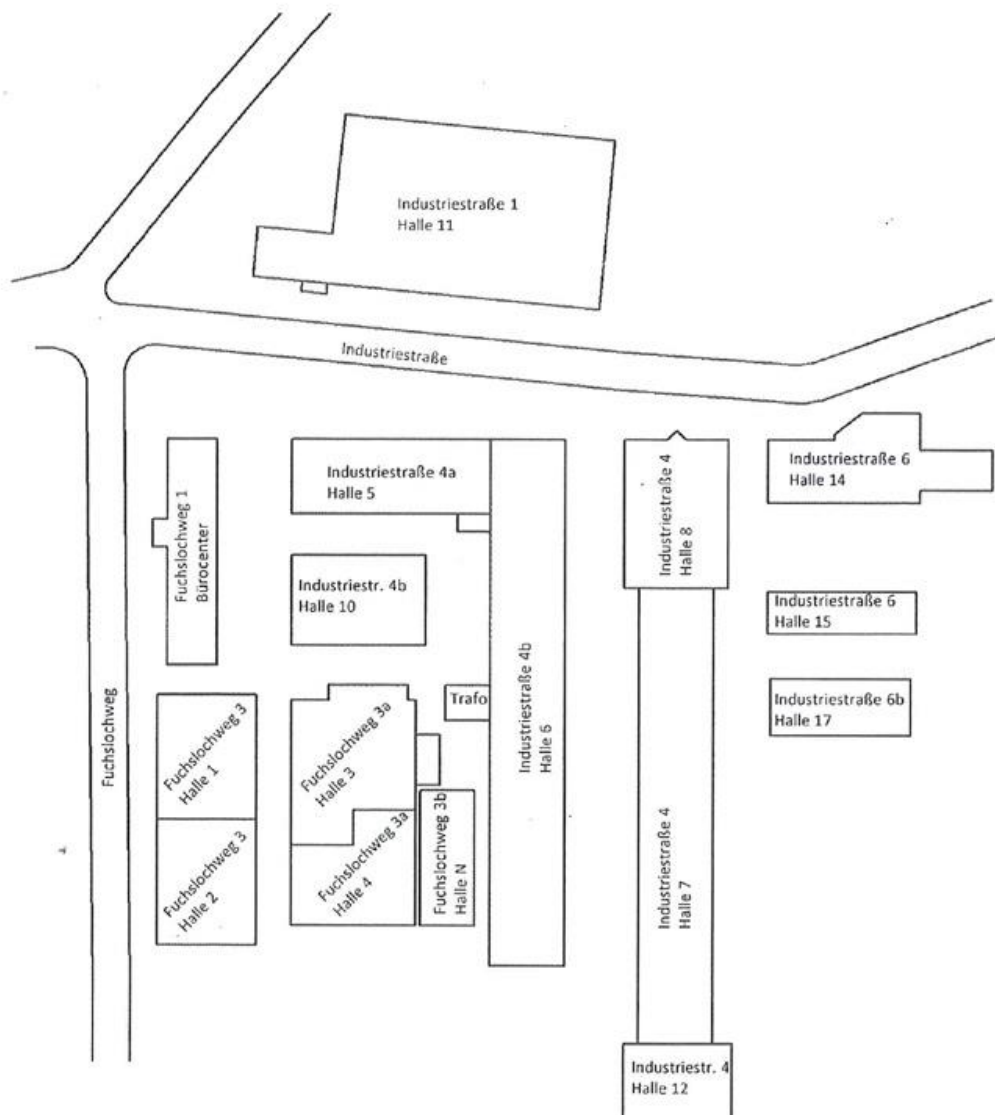 Industriestraße 1
Halle 11
Industriestraße
Industriestraße 4a
Halle 5
Industriestraße 4
Halle 8
Industriestraße 6
Halle 14
Fuchslochweg 1
Bürocenter
Industriestr. 4b
Halle 10
Industriestraße 6
Halle 15
Industriestraße 4b
Halle 6
Fuchslochweg
Trafo
Industriestraße 6b
Halle 17
Fuchslochweg 3
Halle 1
Fuchslochweg 3a
Halle 3
Fuchslochweg 3
Halle 2
Fuchslochweg 3a
Halle 4
Fuchslochweg 3b
Halle N
Industriestraße 4
Halle 7
Industriestr. 4
Halle 12